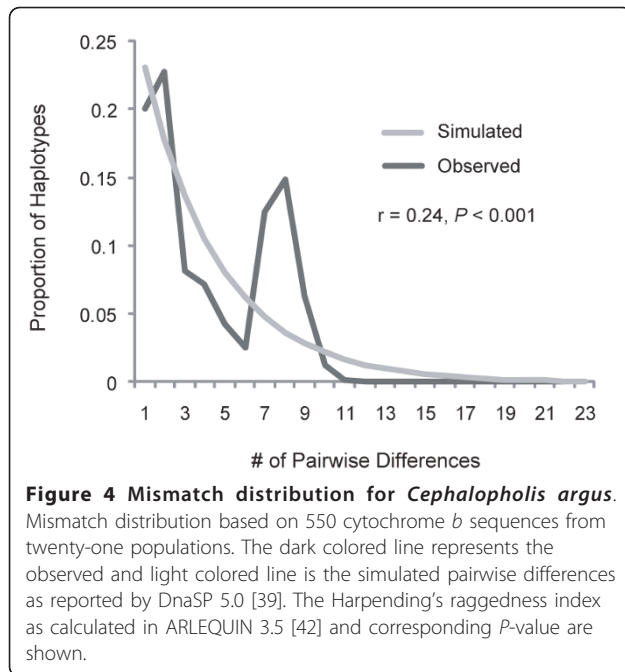 0.25
0.2
0.15
0.1
0.05
0
Proportion of Haplotypes
Simulated
Observed
r = 0.24, P < 0.001
1 3 5 7 9 11 13 15 17 19 21 23
# of Pairwise Differences
Figure 4 Mismatch distribution for Cephalopholis argus.
Mismatch distribution based on 550 cytochrome b sequences from
twenty-one populations. The dark colored line represents the
observed and light colored line is the simulated pairwise differences
as reported by DnaSP 5.0 [39]. The Harpending's raggedness index
as calculated in ARLEQUIN 3.5 [42] and corresponding P-value are
shown.